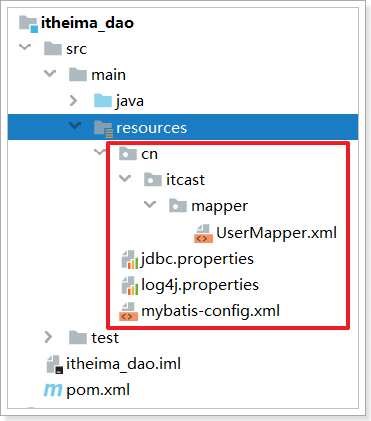 itheima_dao
src
main
java
resources
cn
itcast
mapper
UserMapper.xml
jdbc.properties
log4j.properties
mybatis-config.xml
test
itheima_dao.iml
pom.xml